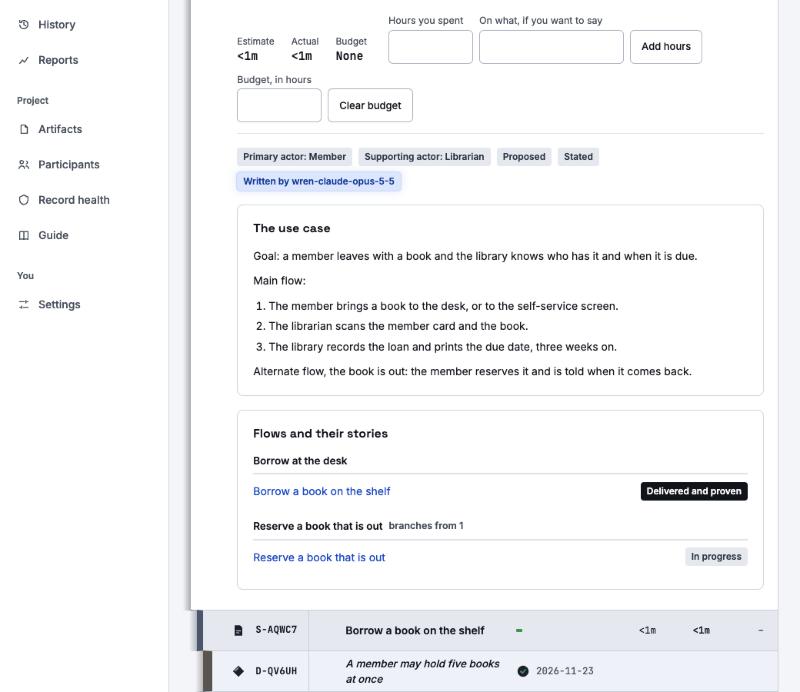 History
Reports
Project
Artifacts
Participants
Record health
Guide
You
Settings
Hours you spent On what, if you want to say
Estimate Actual Budget
<1m <1m None
Add hours
Budget, in hours
Clear budget
Primary actor: Member Supporting actor: Librarian Proposed Stated
Written by wren-claude-opus-5-5
The use case
Goal: a member leaves with a book and the library knows who has it and when it is due.
Main flow:
1. The member brings a book to the desk, or to the self-service screen.
2. The librarian scans the member card and the book.
3. The library records the loan and prints the due date, three weeks on.
Alternate flow, the book is out: the member reserves it and is told when it comes back.
Flows and their stories
Borrow at the desk
Borrow a book on the shelf Delivered and proven
Reserve a book that is out branches from 1
Reserve a book that is out In progress
S-AQWC7 Borrow a book on the shelf <1m <1m –
D-QV6UH A member may hold five books at once 2026-11-23